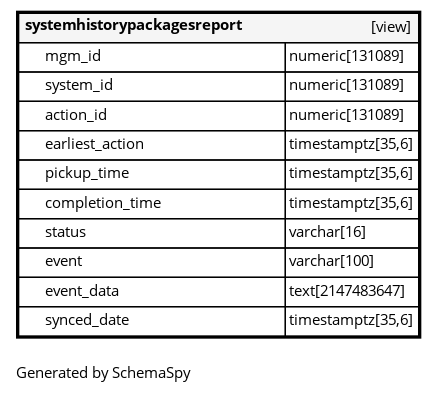 systemhistorypackagesreport [view]
mgm_id numeric[131089]
system_id numeric[131089]
action_id numeric[131089]
earliest_action timestamptz[35,6]
pickup_time timestamptz[35,6]
completion_time timestamptz[35,6]
status varchar[16]
event varchar[100]
event_data text[2147483647]
synced_date timestamptz[35,6]
Generated by SchemaSpy